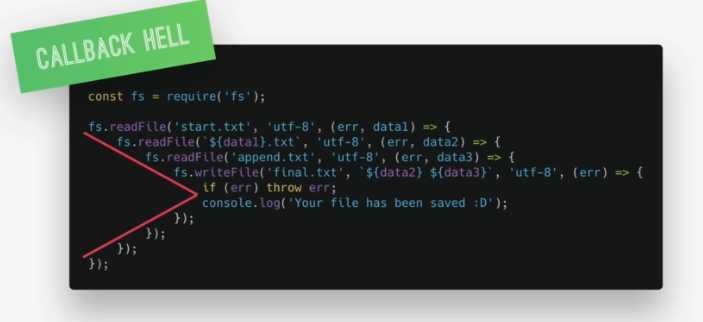 CALLBACK HELL
const fs = require('fs');
fs.readFile('start.txt', 'utf-8', (err, data1) => {
fs.readFile(`${data1}.txt`, 'utf-8', (err, data2) => {
fs.readFile('append.txt', 'utf-8', (err, data3) => {
fs.writeFile('final.txt', `${data2} ${data3}`, 'utf-8', (err) => {
if (err) throw err;
console.log('Your file has been saved :D');
});
});
});
});